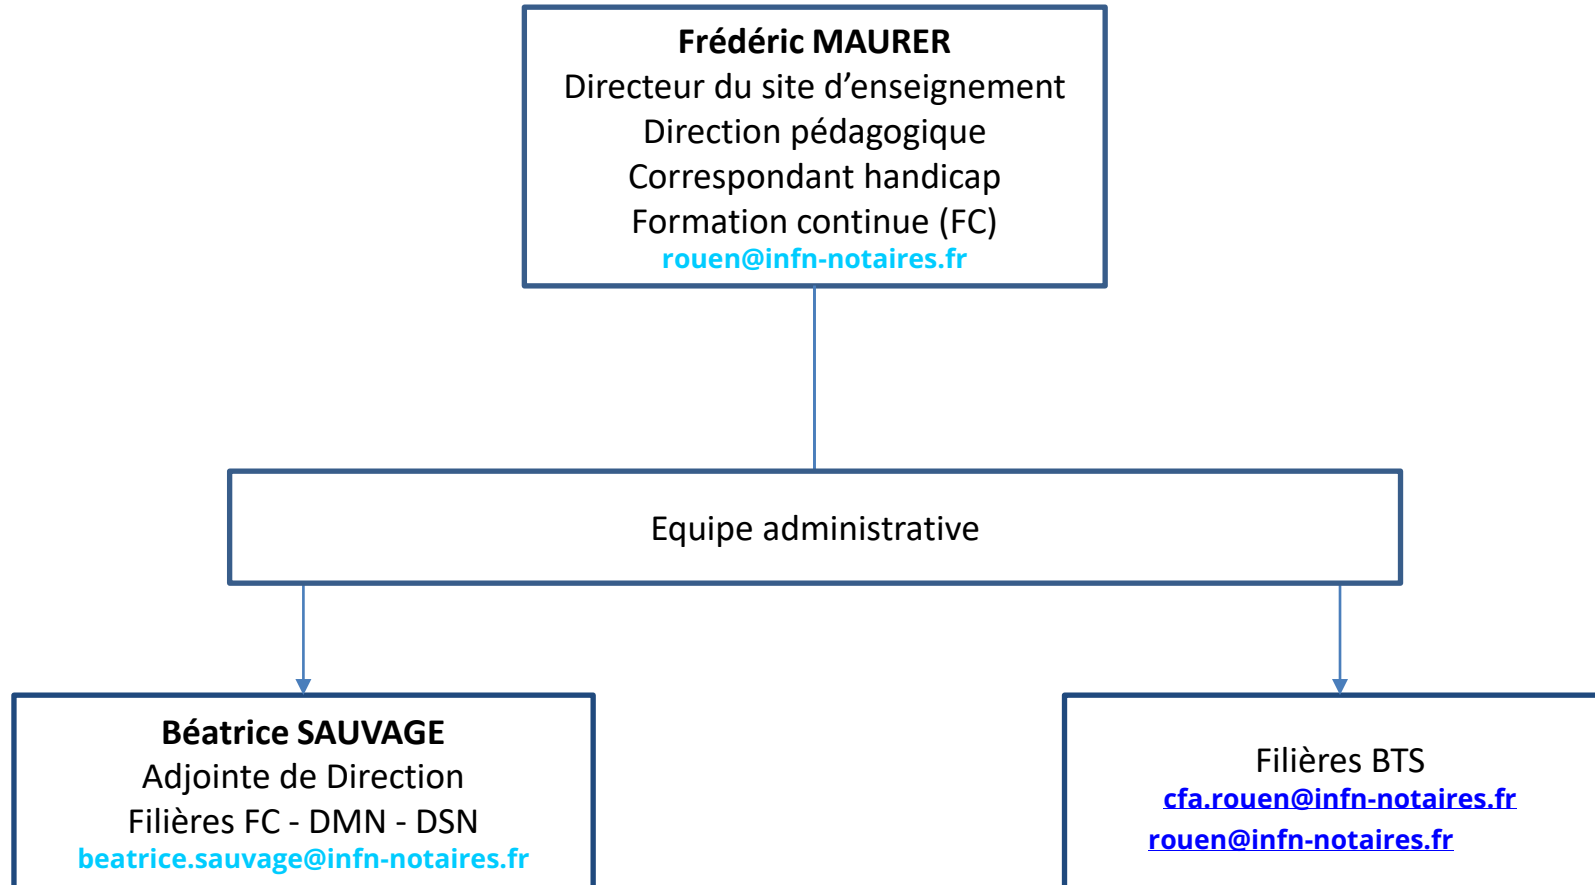 Frédéric MAURER
Directeur du site d’enseignement
Direction pédagogique
Correspondant handicap
Formation continue (FC)
rouen@infn-notaires.fr
Equipe administrative
Béatrice SAUVAGE
Adjointe de Direction
Filières FC - DMN - DSN
beatrice.sauvage@infn-notaires.fr
Filières BTS
cfa.rouen@infn-notaires.fr
rouen@infn-notaires.fr